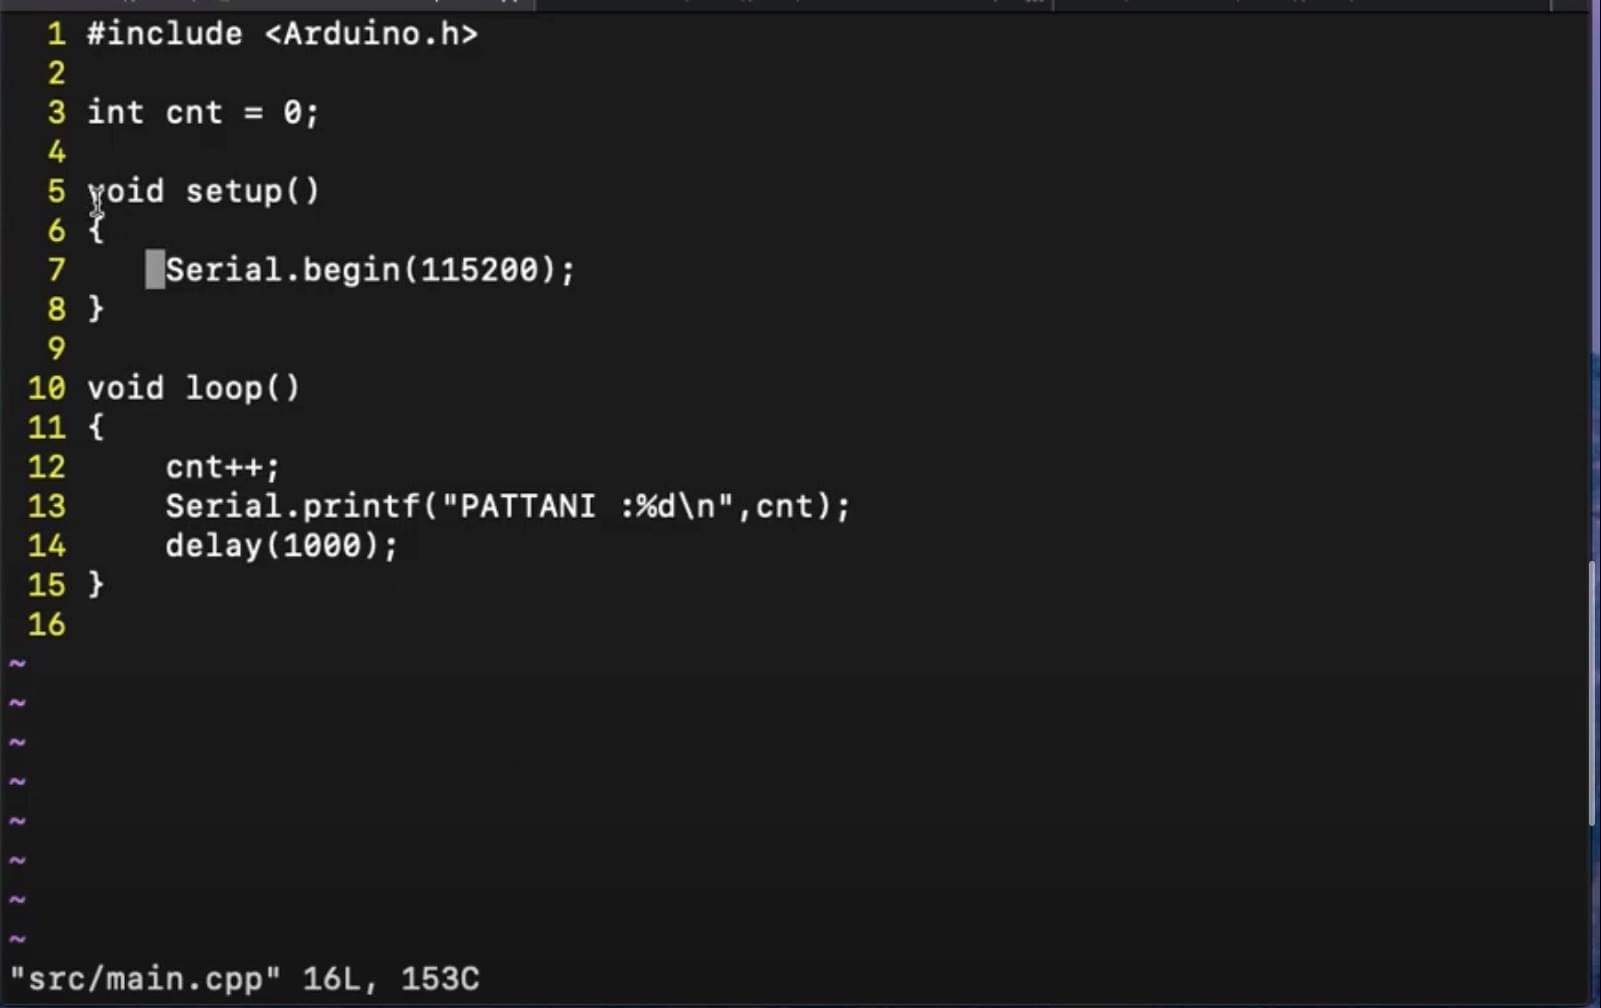 1 #include <Arduino.h>
2
3 int cnt = 0;
4
5 void setup()
6 {
7     Serial.begin(115200);
8 }
9
10 void loop()
11 {
12     cnt++;
13     Serial.printf("PATTANI :%d\n",cnt);
14     delay(1000);
15 }
16
~
~
~
~
~
~
~
~
"src/main.cpp" 16L, 153C